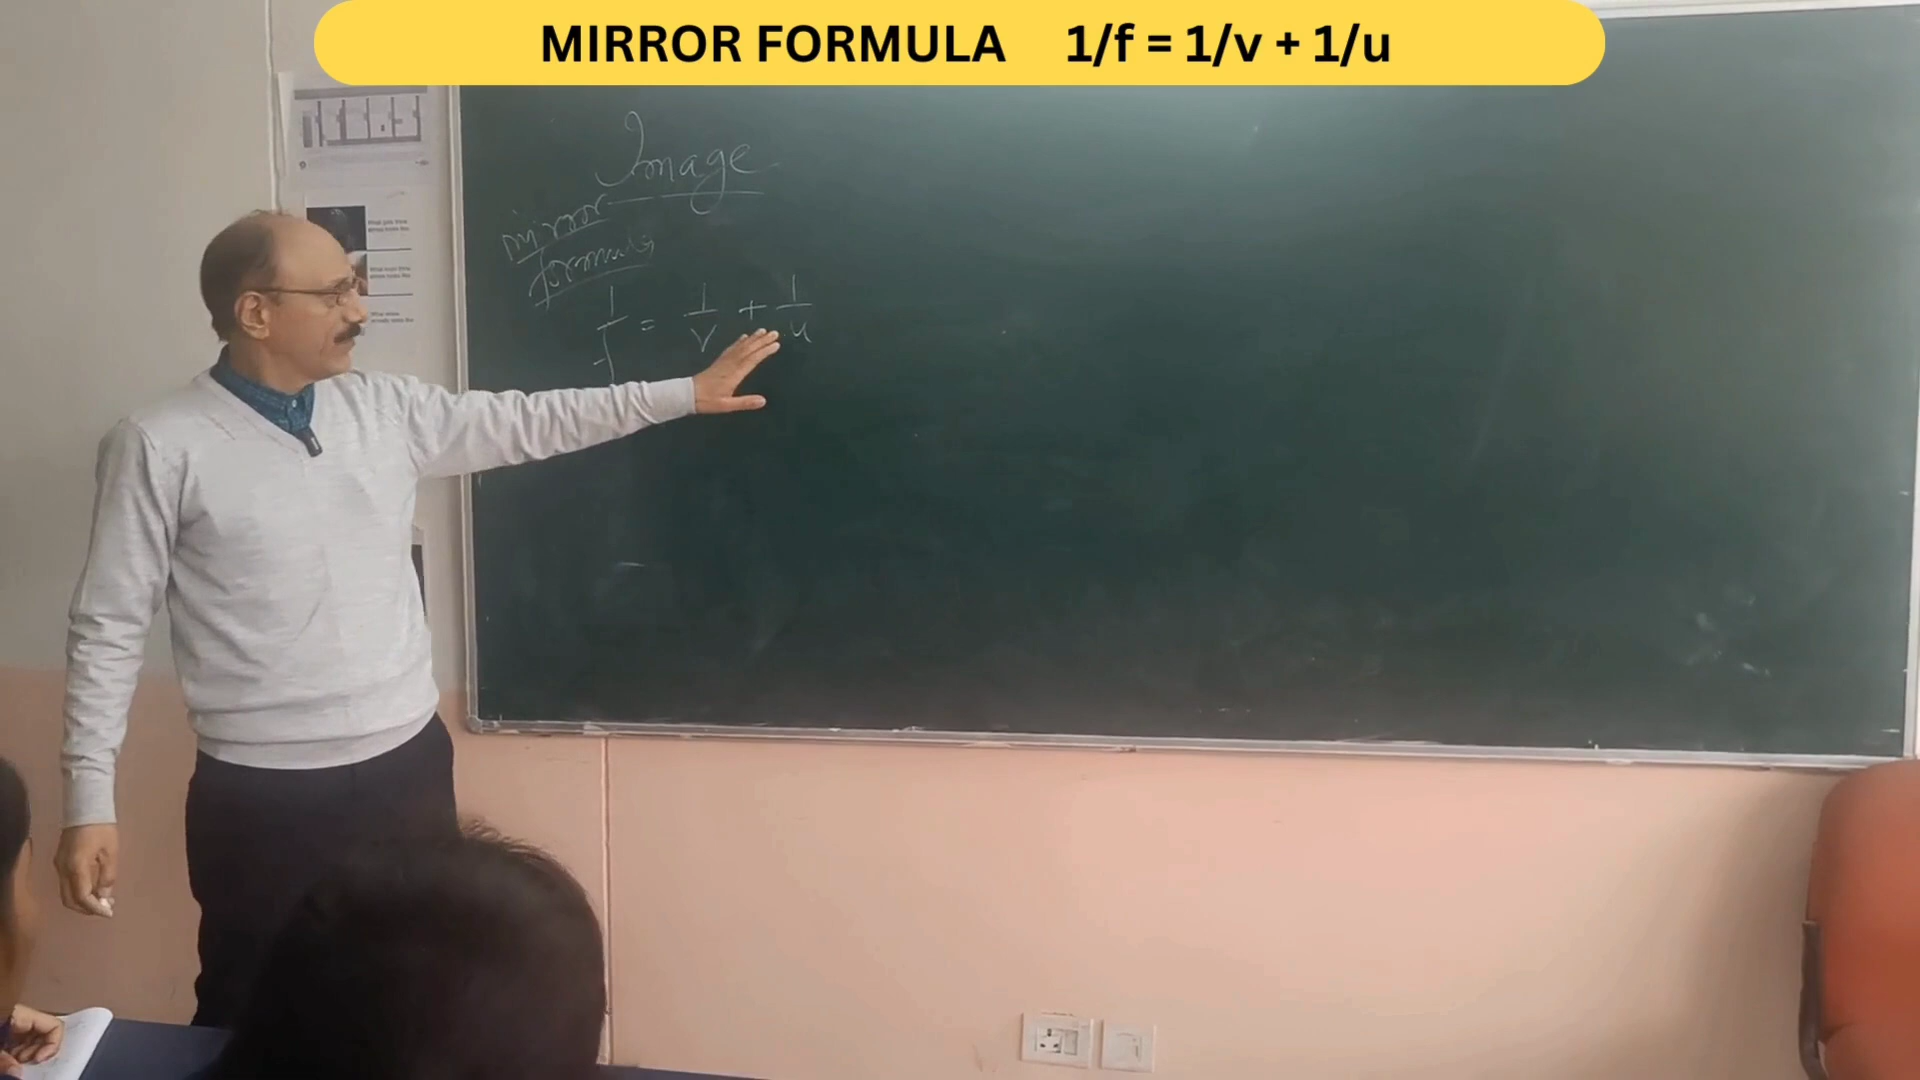 MIRROR FORMULA 1/f = 1/v + 1/u
Image
mirror
formula
1/f = 1/v + 1/u